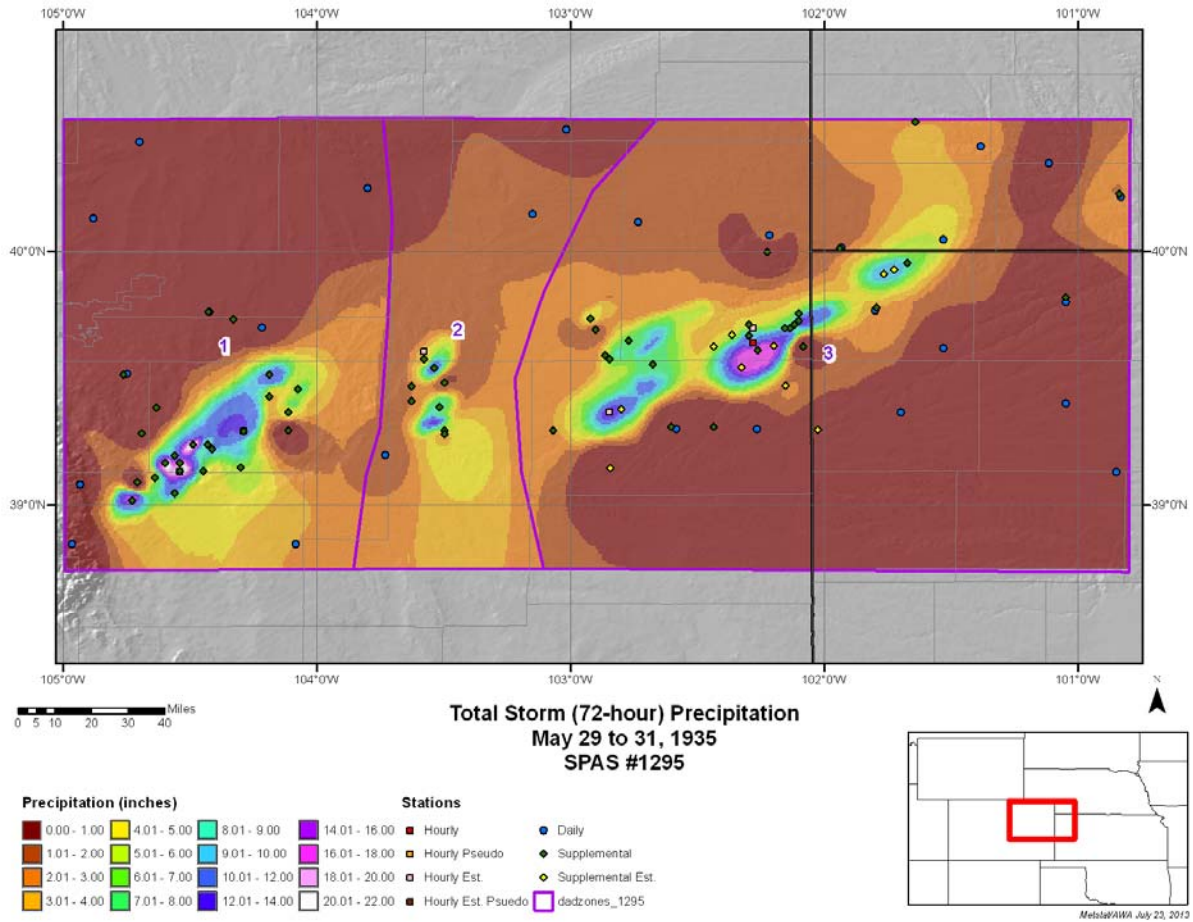 105°W 104°W 103°W 102°W 101°W
40°0'N 40°0'N
39°0'N 39°0'N
1
2
3
105°W 104°0'W 103°0'W 102°0'W 101°0'W
Miles
0 5 10 20 30 40
N
Total Storm (72-hour) Precipitation
May 29 to 31, 1935
SPAS #1295
Precipitation (inches)
0.00 - 1.00 4.01 - 5.00 8.01 - 9.00 14.01 - 16.00
1.01 - 2.00 5.01 - 6.00 9.01 - 10.00 16.01 - 18.00
2.01 - 3.00 6.01 - 7.00 10.01 - 12.00 18.01 - 20.00
3.01 - 4.00 7.01 - 8.00 12.01 - 14.00 20.01 - 22.00
Stations
Hourly Daily
Hourly Pseudo Supplemental
Hourly Est. Supplemental Est.
Hourly Est. Psuedo dadzones_1295
July 23, 2013